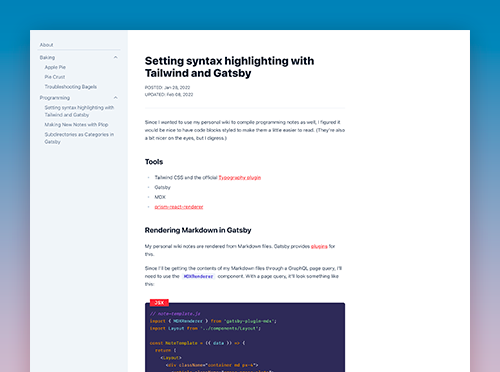 About
Baking
Apple Pie
Pie Crust
Troubleshooting Bagels
Programming
Setting syntax highlighting with
Tailwind and Gatsby
Making New Notes with Plop
Subdirectories as Categories in
Gatsby
Setting syntax highlighting with
Tailwind and Gatsby
POSTED: Jan 28, 2022
UPDATED: Feb 08, 2022
Since I wanted to use my personal wiki to compile programming notes as well, I figured it
would be nice to have code blocks styled to make them a little easier to read. (They're also
a bit nicer on the eyes, but I digress.)
Tools
Tailwind CSS and the official Typography plugin
Gatsby
MDX
prism-react-renderer
Rendering Markdown in Gatsby
My personal wiki notes are rendered from Markdown files. Gatsby provides plugins for
this.
Since I'll be getting the contents of my Markdown files through a GraphQL page query, I'll
need to use the MDXRenderer component. With a page query, it'll look something like
this:
JSX
// note-template.js
import { MDXRenderer } from 'gatsby-plugin-mdx';
import Layout from '../components/Layout';
const NoteTemplate = ({ data }) => {
return (
<Layout>